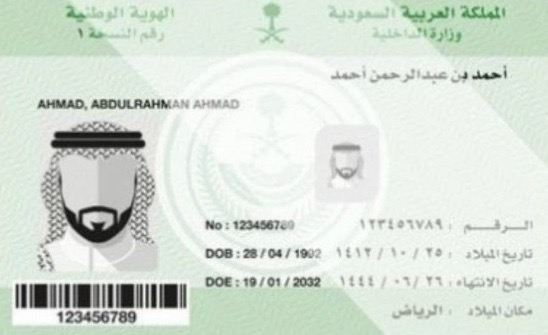 المملكة العربية السعودية
وزارة الداخلية
الهوية الوطنية
رقم النسخة ١
أحمد بن عبدالرحمن أحمد
AHMAD, ABDULRAHMAN AHMAD
الرقم : ١٢٣٤٥٦٧٨٩ No : 123456789
تاريخ الميلاد : ٢٥ / ١٠ / ١٤١٢ DOB : 28 / 04 / 1992
تاريخ الانتهاء : ٢٦ / ٠٦ / ١٤٤٤ DOE : 19 / 01 / 2032
مكان الميلاد : الرياض
123456789